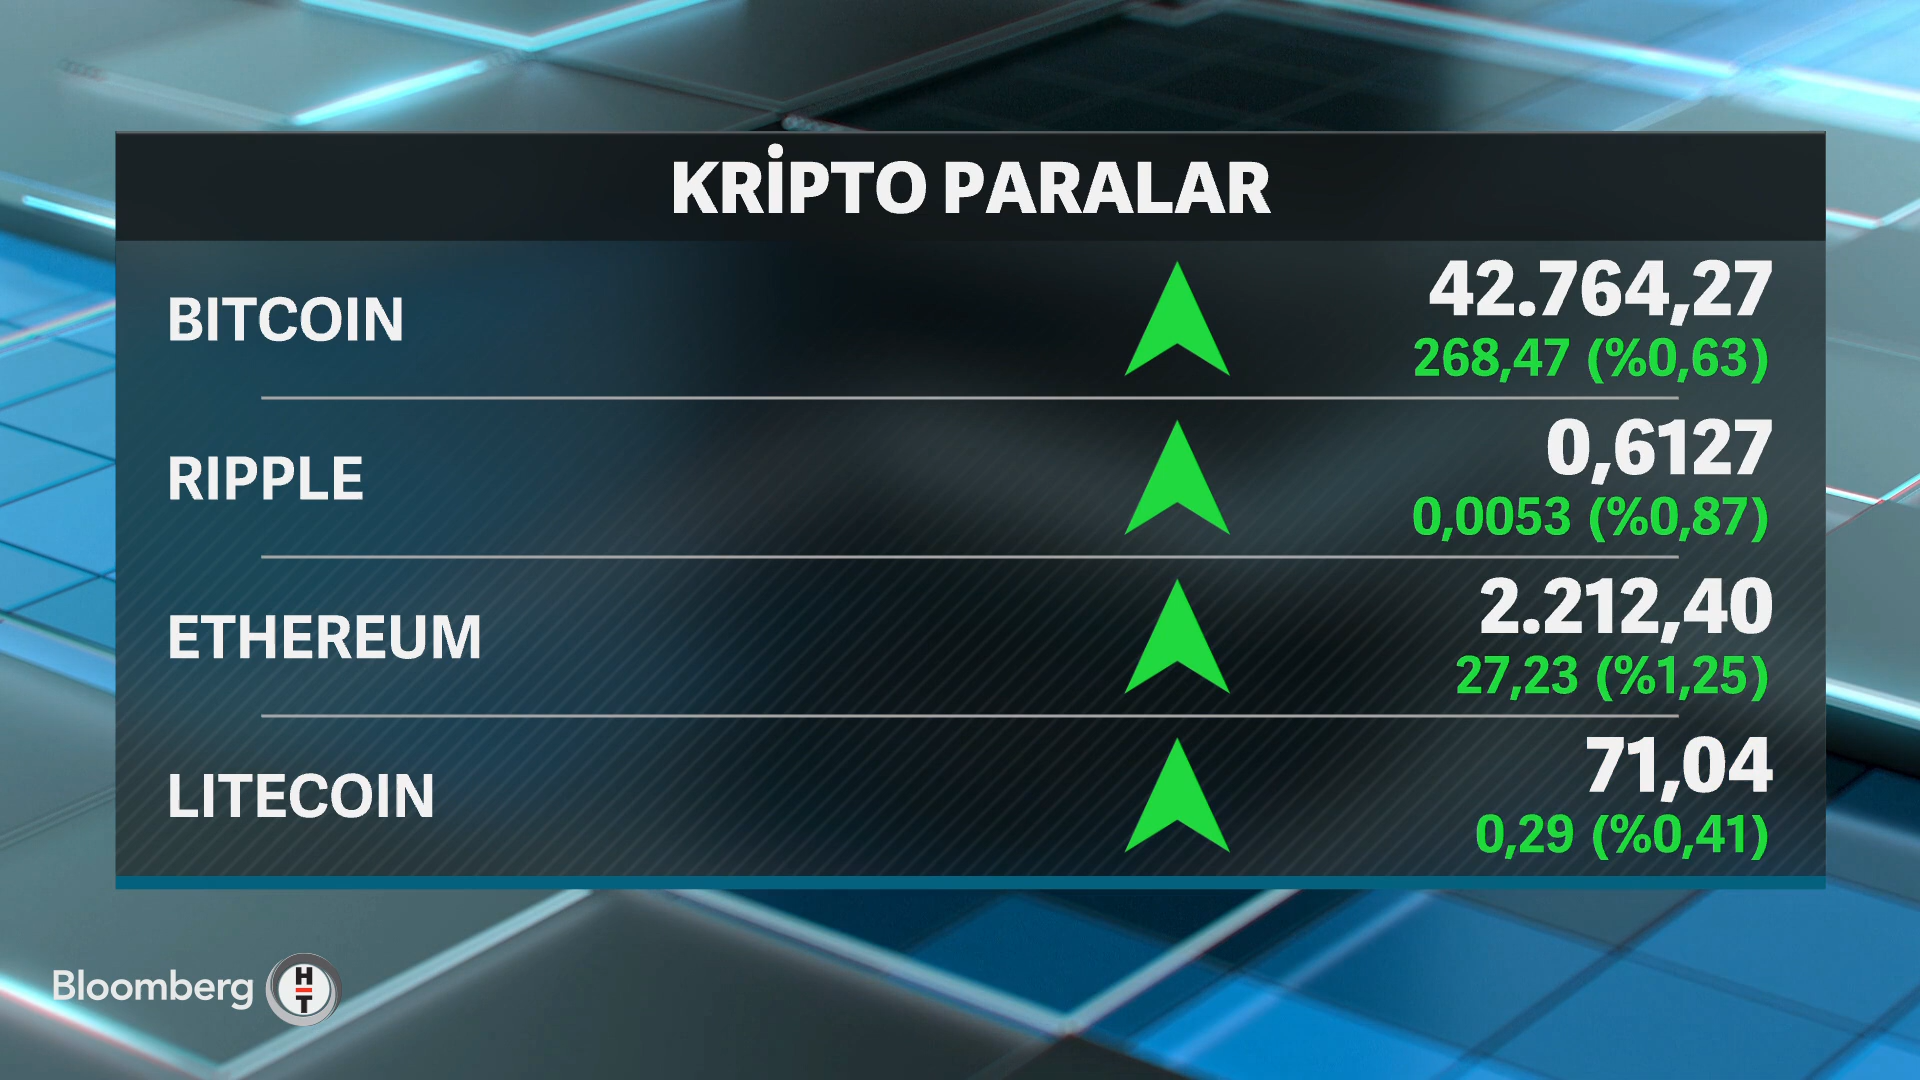 KRİPTO PARALAR
BITCOIN
42.764,27
268,47 (%0,63)
RIPPLE
0,6127
0,0053 (%0,87)
ETHEREUM
2.212,40
27,23 (%1,25)
LITECOIN
71,04
0,29 (%0,41)
Bloomberg HT